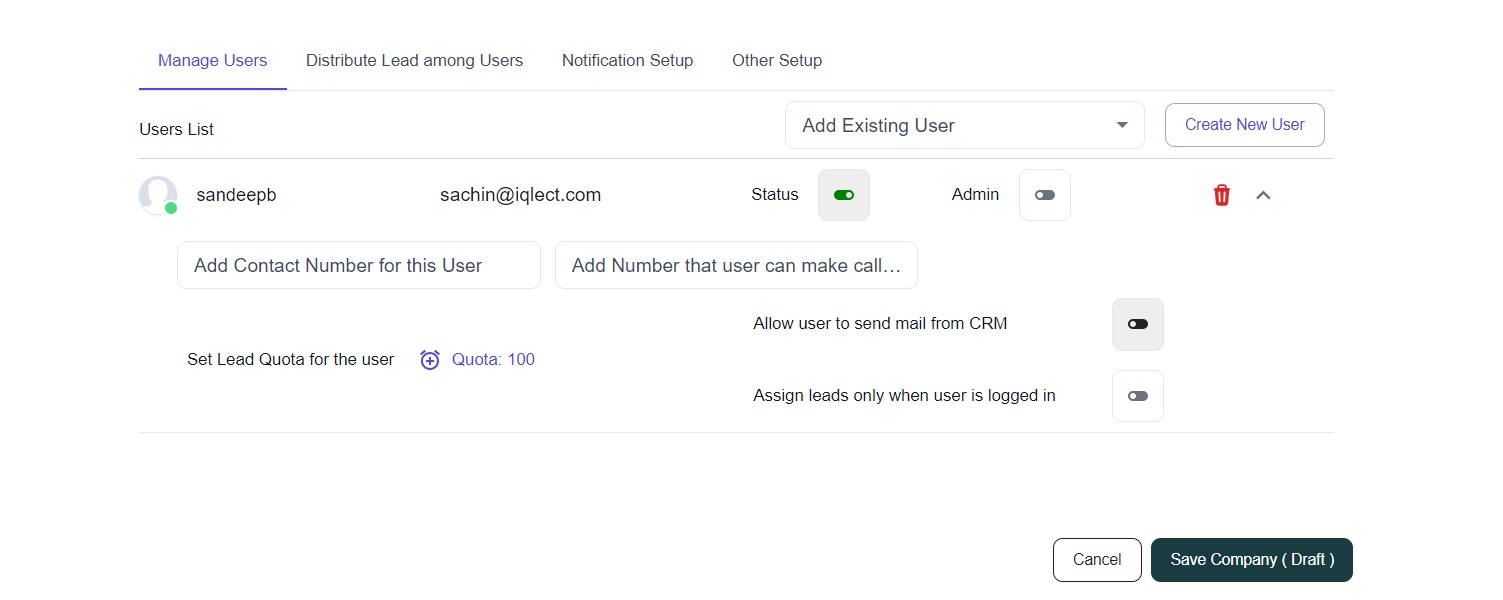 Manage Users Distribute Lead among Users Notification Setup Other Setup
Users List Add Existing User Create New User
sandeepb sachin@iqlect.com Status Admin
Add Contact Number for this User Add Number that user can make call…
Allow user to send mail from CRM
Set Lead Quota for the user Quota: 100
Assign leads only when user is logged in
Cancel Save Company ( Draft )